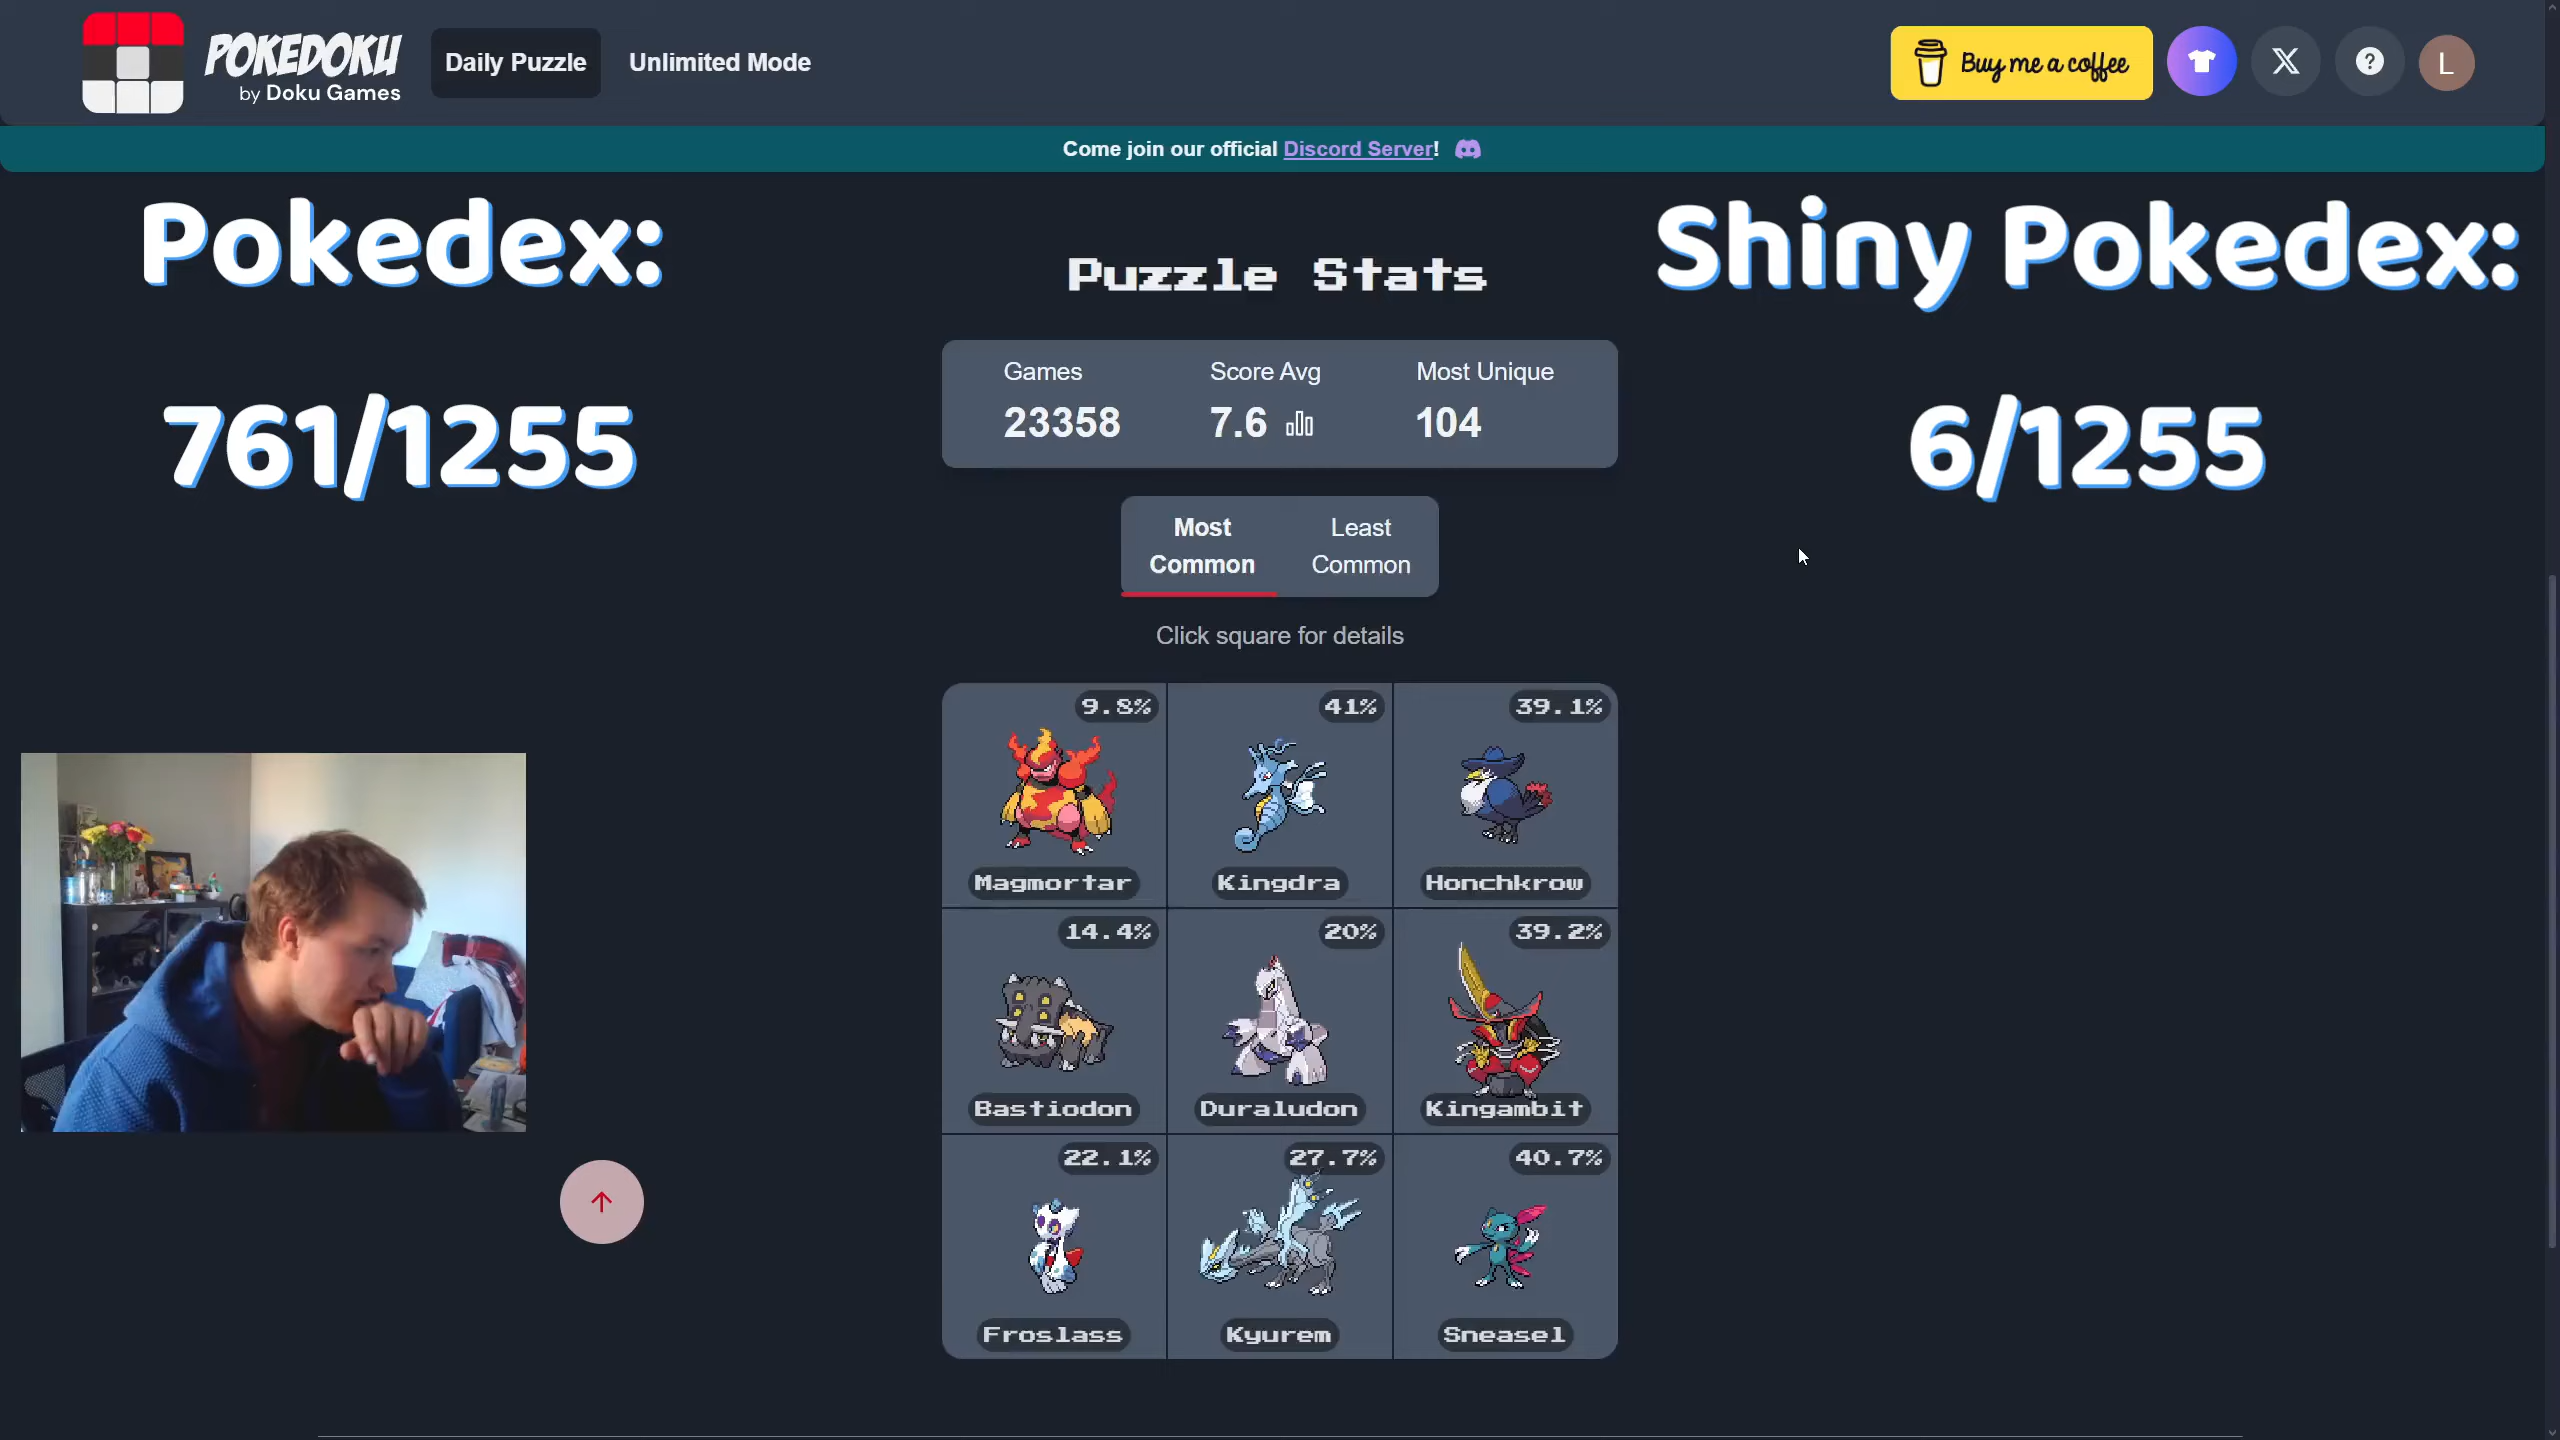 POKEDOKU
by Doku Games
Daily Puzzle
Unlimited Mode
Buy me a coffee
X
?
L
Come join our official Discord Server!
Pokedex:
761/1255
Shiny Pokedex:
6/1255
Puzzle Stats
Games
Score Avg
Most Unique
23358
7.6
104
Most
Common
Least
Common
Click square for details
9.8%
41%
39.1%
Magmortar
Kingdra
Honchkrow
14.4%
20%
39.2%
Bastiodon
Duraludon
Kingambit
22.1%
27.7%
40.7%
Froslass
Kyurem
Sneasel